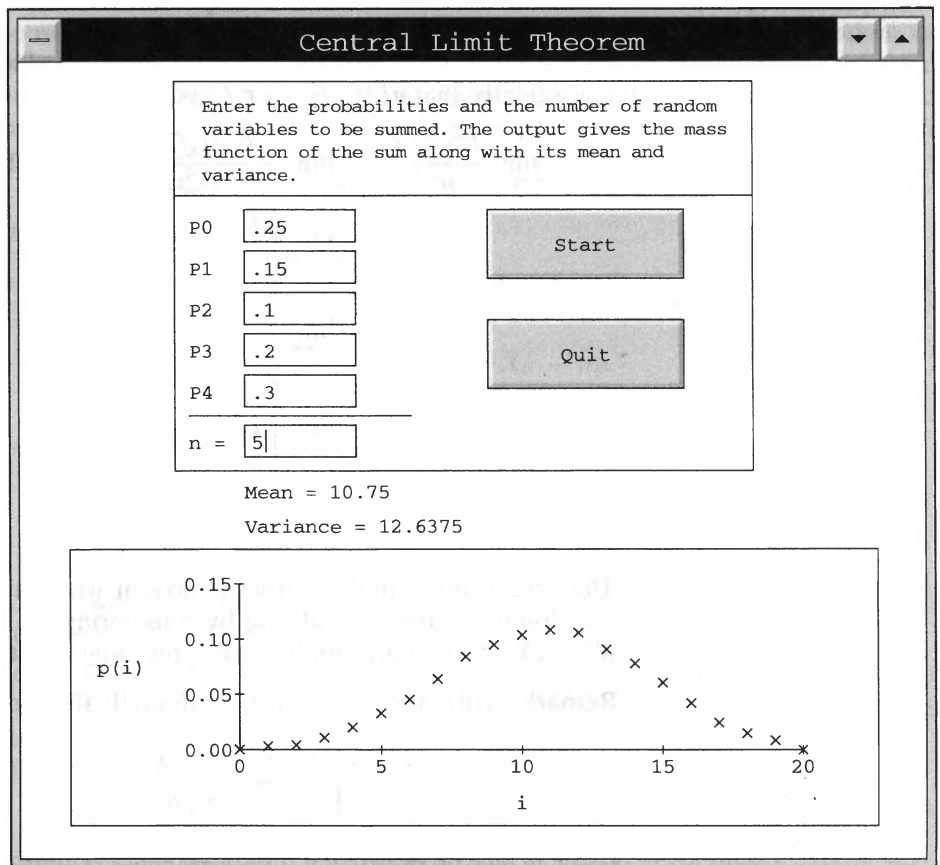 Central Limit Theorem
Enter the probabilities and the number of random
variables to be summed. The output gives the mass
function of the sum along with its mean and
variance.
P0 .25
P1 .15
P2 .1
P3 .2
P4 .3
n = 5
Start
Quit
Mean = 10.75
Variance = 12.6375
0.15
0.10
p(i)
0.05
0.00
0 5 10 15 20
i